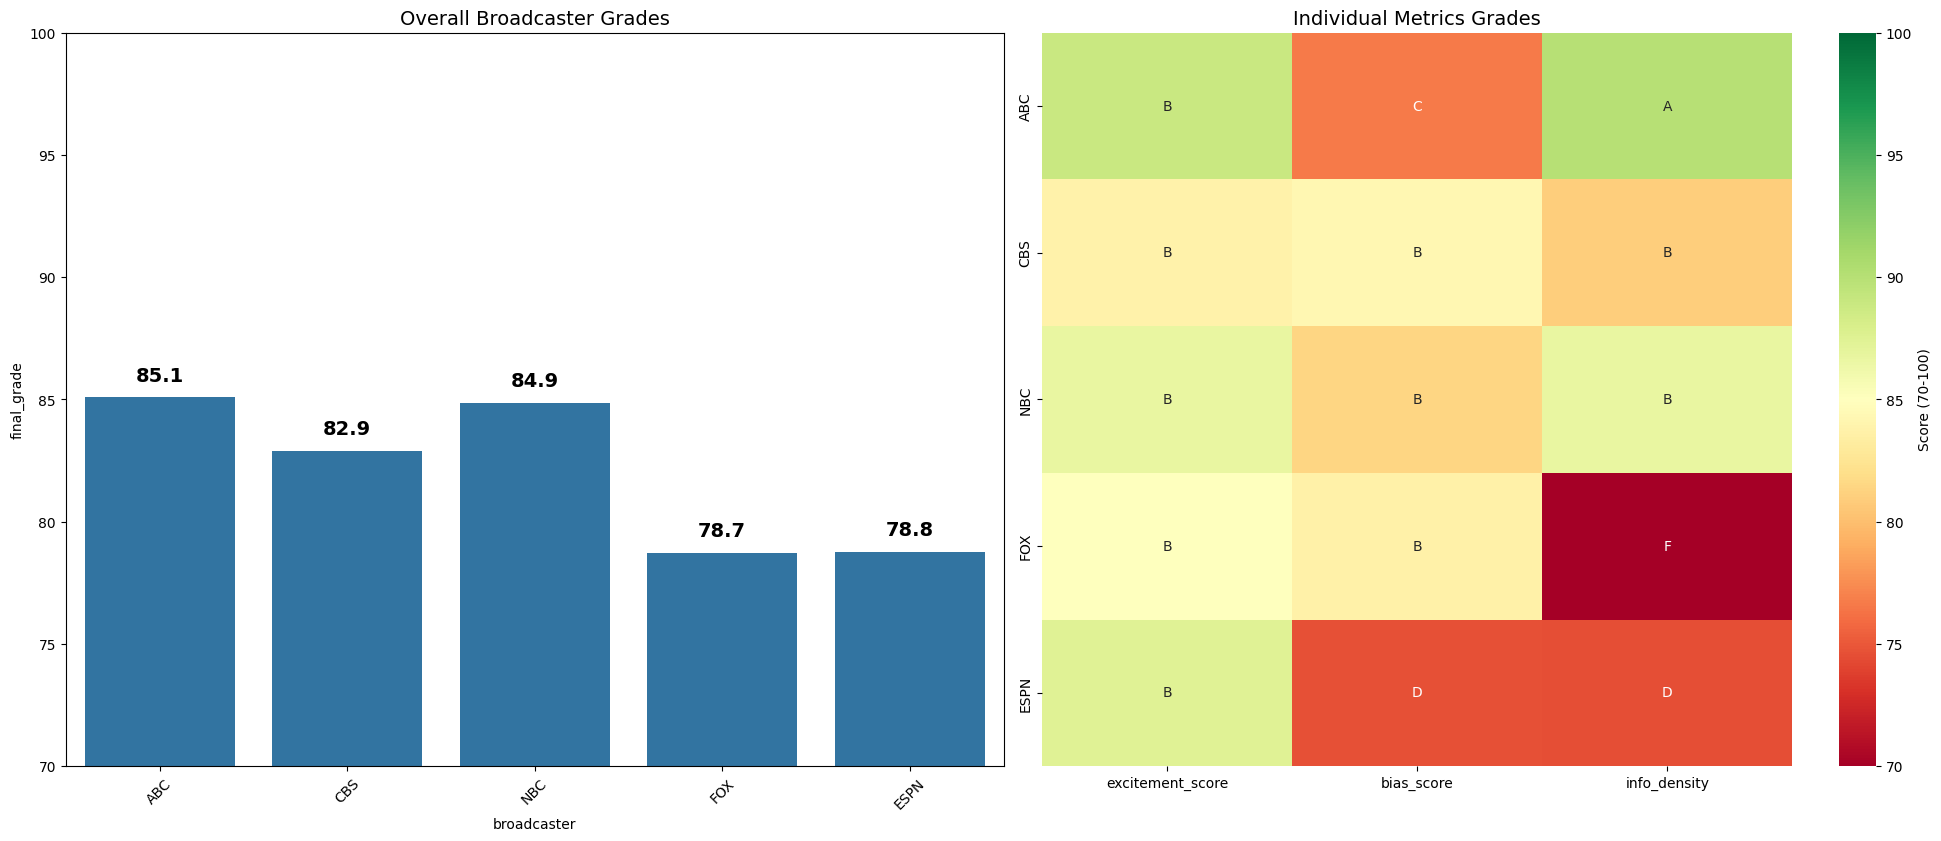 Overall Broadcaster Grades
100
95
90
85
80
75
70
final_grade
85.1
82.9
84.9
78.7
78.8
ABC
CBS
NBC
FOX
ESPN
broadcaster
Individual Metrics Grades
ABC
B
C
A
CBS
B
B
B
NBC
B
B
B
FOX
B
B
F
ESPN
B
D
D
excitement_score
bias_score
info_density
100
95
90
85
80
75
70
Score (70-100)